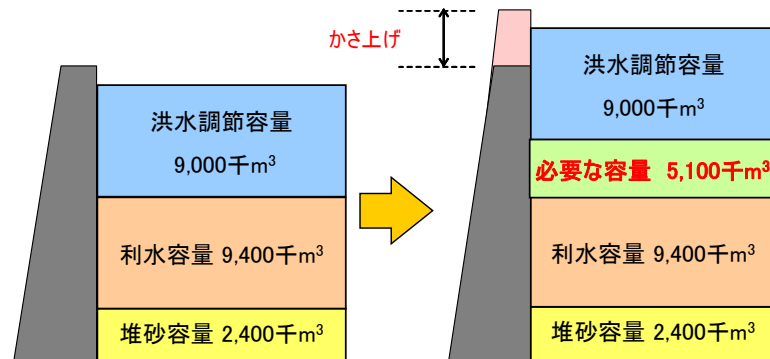 かさ上げ
洪水調節容量
9,000千m³
利水容量 9,400千m³
堆砂容量 2,400千m³
洪水調節容量
9,000千m³
必要な容量 5,100千m³
利水容量 9,400千m³
堆砂容量 2,400千m³